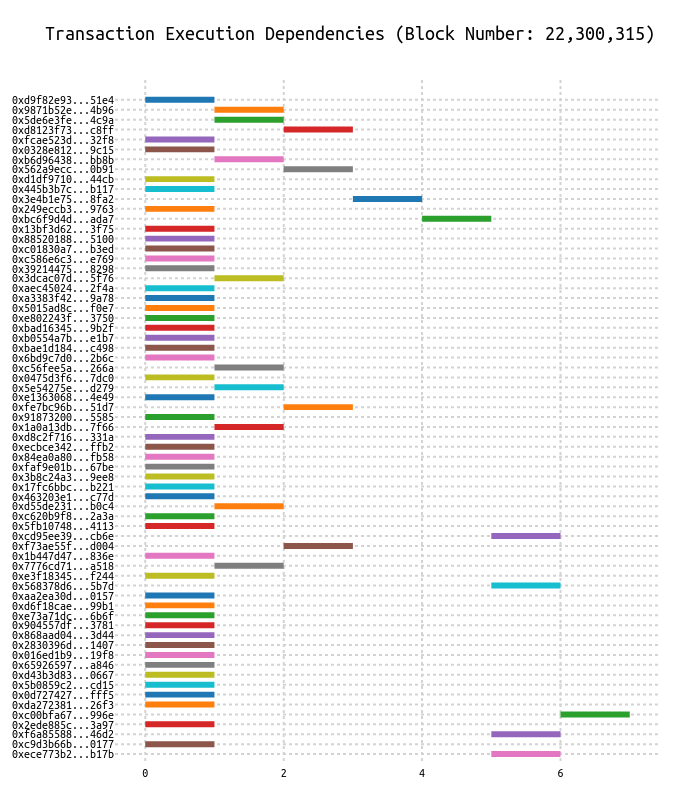 Transaction Execution Dependencies (Block Number: 22,300,315)
0xd9f82e93...51e4
0x9871b52e...4b96
0x5de6e3fe...4c9a
0xd8123f73...c8ff
0xfcae523d...32f8
0x0328e812...9c15
0xb6d96438...bb8b
0x562a9ecc...0b91
0xd1df9710...44cb
0x445b3b7c...b117
0x3e4b1e75...8fa2
0x249eccb3...9763
0xbc6f9d4d...ada7
0x13bf3d62...3f75
0x88520188...5100
0xc01830a7...b3ed
0xc586e6c3...e769
0x39214475...8298
0x3dcac07d...5f76
0xaec45024...2f4a
0xa3383f42...9a78
0x5015ad8c...f0e7
0xe802243f...3750
0xbad16345...9b2f
0xb0554a7b...e1b7
0xbae1d184...c498
0x6bd9c7d0...2b6c
0xc56fee5a...266a
0x0475d3f6...7dc0
0x5e54275e...d279
0xe1363068...4e49
0xfe7bc96b...51d7
0x91873200...5585
0x1a0a13db...7f66
0xd8c2f716...331a
0xecbce342...ffb2
0x84ea0a80...fb58
0xfaf9e01b...67be
0x3b8c24a3...9ee8
0x17fc6bbc...b221
0x463203e1...c77d
0xd55de231...b0c4
0xc620b9f8...2a3a
0x5fb10748...4113
0xcd95ee39...cb6e
0xf73ae55f...d004
0x1b447d47...836e
0x7776cd71...a518
0xe3f18345...f244
0x568378d6...5b7d
0xaa2ea30d...0157
0xd6f18cae...99b1
0xe73a71dc...6b6f
0x904557df...3781
0x868aad04...3d44
0x2830396d...1407
0x016ed1b9...19f8
0x65926597...a846
0xd43b3d83...0667
0x5b0859c2...cd15
0x0d727427...fff5
0xda272381...26f3
0xc00bfa67...996e
0x2ede885c...3a97
0xf6a85588...46d2
0xc9d3b66b...0177
0xece773b2...b17b
0 2 4 6